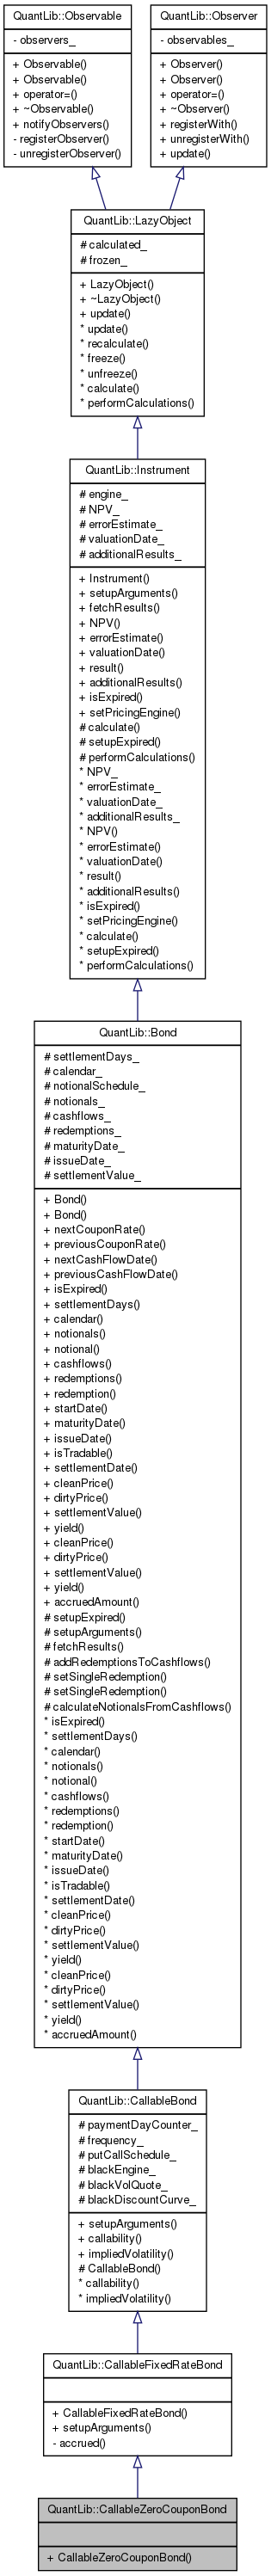 QuantLib::Observable
- observers_
+ Observable()
+ Observable()
+ operator=()
+ ~Observable()
+ notifyObservers()
- registerObserver()
- unregisterObserver()
QuantLib::Observer
- observables_
+ Observer()
+ Observer()
+ operator=()
+ ~Observer()
+ registerWith()
+ unregisterWith()
+ update()
QuantLib::LazyObject
# calculated_
# frozen_
+ LazyObject()
+ ~LazyObject()
+ update()
* update()
* recalculate()
* freeze()
* unfreeze()
* calculate()
* performCalculations()
QuantLib::Instrument
# engine_
# NPV_
# errorEstimate_
# valuationDate_
# additionalResults_
+ Instrument()
+ setupArguments()
+ fetchResults()
+ NPV()
+ errorEstimate()
+ valuationDate()
+ result()
+ additionalResults()
+ isExpired()
+ setPricingEngine()
# calculate()
# setupExpired()
# performCalculations()
* NPV_
* errorEstimate_
* valuationDate_
* additionalResults_
* NPV()
* errorEstimate()
* valuationDate()
* result()
* additionalResults()
* isExpired()
* setPricingEngine()
* calculate()
* setupExpired()
* performCalculations()
QuantLib::Bond
# settlementDays_
# calendar_
# notionalSchedule_
# notionals_
# cashflows_
# redemptions_
# maturityDate_
# issueDate_
# settlementValue_
+ Bond()
+ Bond()
+ nextCouponRate()
+ previousCouponRate()
+ nextCashFlowDate()
+ previousCashFlowDate()
+ isExpired()
+ settlementDays()
+ calendar()
+ notionals()
+ notional()
+ cashflows()
+ redemptions()
+ redemption()
+ startDate()
+ maturityDate()
+ issueDate()
+ isTradable()
+ settlementDate()
+ cleanPrice()
+ dirtyPrice()
+ settlementValue()
+ yield()
+ cleanPrice()
+ dirtyPrice()
+ settlementValue()
+ yield()
+ accruedAmount()
# setupExpired()
# setupArguments()
# fetchResults()
# addRedemptionsToCashflows()
# setSingleRedemption()
# setSingleRedemption()
# calculateNotionalsFromCashflows()
* isExpired()
* settlementDays()
* calendar()
* notionals()
* notional()
* cashflows()
* redemptions()
* redemption()
* startDate()
* maturityDate()
* issueDate()
* isTradable()
* settlementDate()
* cleanPrice()
* dirtyPrice()
* settlementValue()
* yield()
* cleanPrice()
* dirtyPrice()
* settlementValue()
* yield()
* accruedAmount()
QuantLib::CallableBond
# paymentDayCounter_
# frequency_
# putCallSchedule_
# blackEngine_
# blackVolQuote_
# blackDiscountCurve_
+ setupArguments()
+ callability()
+ impliedVolatility()
# CallableBond()
* callability()
* impliedVolatility()
QuantLib::CallableFixedRateBond
+ CallableFixedRateBond()
+ setupArguments()
- accrued()
QuantLib::CallableZeroCouponBond
+ CallableZeroCouponBond()